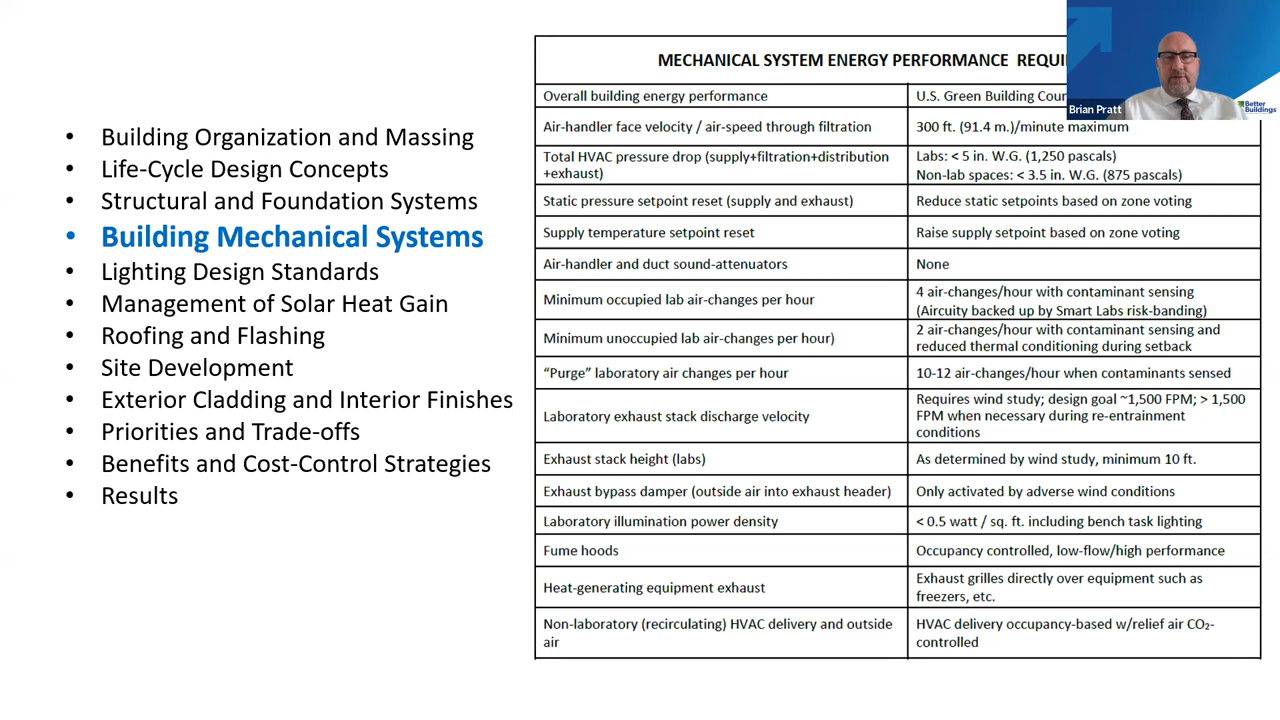 • Building Organization and Massing
• Life-Cycle Design Concepts
• Structural and Foundation Systems
• Building Mechanical Systems
• Lighting Design Standards
• Management of Solar Heat Gain
• Roofing and Flashing
• Site Development
• Exterior Cladding and Interior Finishes
• Priorities and Trade-offs
• Benefits and Cost-Control Strategies
• Results
MECHANICAL SYSTEM ENERGY PERFORMANCE
Overall building energy performance
U.S. Green Building
Air-handler face velocity / air-speed through filtration
300 ft. (91.4 m.)/minute maximum
Total HVAC pressure drop (supply+filtration+distribution
+exhaust)
Labs: < 5 in. W.G. (1,250 pascals)
Non-lab spaces: < 3.5 in. W.G. (875 pascals)
Static pressure setpoint reset (supply and exhaust)
Reduce static setpoints based on zone voting
Supply temperature setpoint reset
Raise supply setpoint based on zone voting
Air-handler and duct sound-attenuators
None
Minimum occupied lab air-changes per hour
4 air-changes/hour with contaminant sensing
(Aircuity backed up by Smart Labs risk-banding)
Minimum unoccupied lab air-changes per hour)
2 air-changes/hour with contaminant sensing and
reduced thermal conditioning during setback
“Purge” laboratory air changes per hour
10-12 air-changes/hour when contaminants sensed
Laboratory exhaust stack discharge velocity
Requires wind study; design goal ~1,500 FPM; > 1,500
FPM when necessary during re-entrainment
conditions
Exhaust stack height (labs)
As determined by wind study, minimum 10 ft.
Exhaust bypass damper (outside air into exhaust header)
Only activated by adverse wind conditions
Laboratory illumination power density
< 0.5 watt / sq. ft. including bench task lighting
Fume hoods
Occupancy controlled, low-flow/high performance
Heat-generating equipment exhaust
Exhaust grilles directly over equipment such as
freezers, etc.
Non-laboratory (recirculating) HVAC delivery and outside
air
HVAC delivery occupancy-based w/relief air CO₂-
controlled
Brian Pratt
Better
Buildings